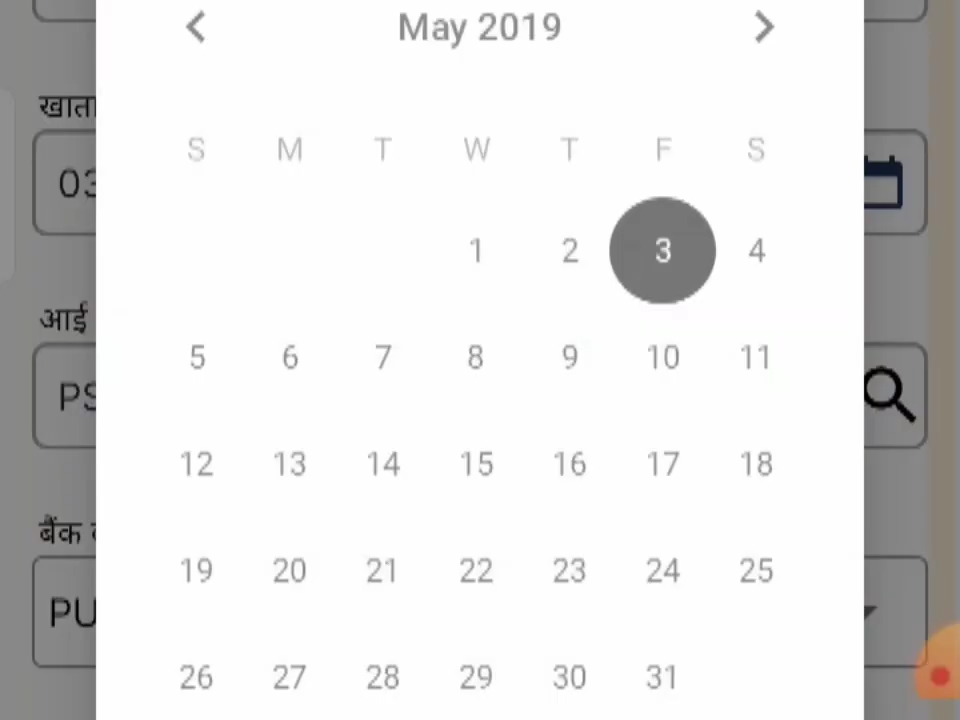 May 2019
खाता
S M T W T F S
03
1 2 3 4
आई
5 6 7 8 9 10 11
PS
12 13 14 15 16 17 18
बैंक
19 20 21 22 23 24 25
PU
26 27 28 29 30 31